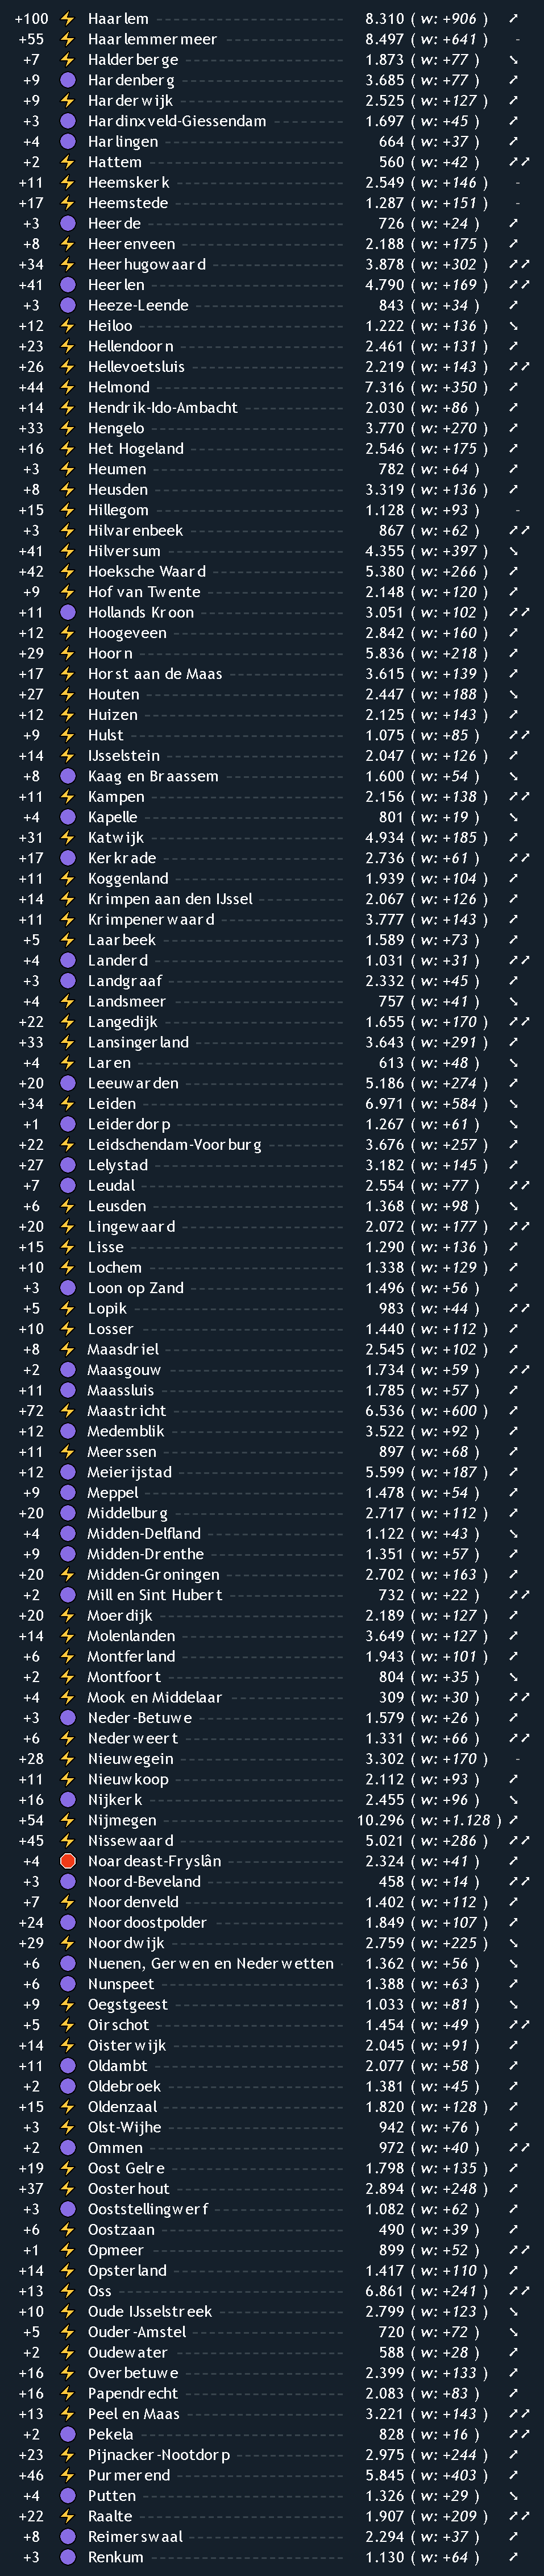 +100 ⚡ Haarlem 8.310 ( w: +906 ) ➚
+55 ⚡ Haarlemmermeer 8.497 ( w: +641 ) -
+7 ⚡ Halderberge 1.873 ( w: +77 ) ➘
+9 Hardenberg 3.685 ( w: +77 ) ➚
+9 ⚡ Harderwijk 2.525 ( w: +127 ) ➚
+3 Hardinxveld-Giessendam 1.697 ( w: +45 ) ➚
+4 Harlingen 664 ( w: +37 ) ➚
+2 ⚡ Hattem 560 ( w: +42 ) ➚➚
+11 ⚡ Heemskerk 2.549 ( w: +146 ) -
+17 ⚡ Heemstede 1.287 ( w: +151 ) -
+3 Heerde 726 ( w: +24 ) ➚
+8 ⚡ Heerenveen 2.188 ( w: +175 ) ➚
+34 ⚡ Heerhugowaard 3.878 ( w: +302 ) ➚➚
+41 Heerlen 4.790 ( w: +169 ) ➚➚
+3 Heeze-Leende 843 ( w: +34 ) ➚
+12 ⚡ Heiloo 1.222 ( w: +136 ) ➘
+23 ⚡ Hellendoorn 2.461 ( w: +131 ) ➚
+26 ⚡ Hellevoetsluis 2.219 ( w: +143 ) ➚➚
+44 ⚡ Helmond 7.316 ( w: +350 ) ➚
+14 ⚡ Hendrik-Ido-Ambacht 2.030 ( w: +86 ) ➚
+33 ⚡ Hengelo 3.770 ( w: +270 ) ➚
+16 ⚡ Het Hogeland 2.546 ( w: +175 ) ➚
+3 ⚡ Heumen 782 ( w: +64 ) ➚
+8 ⚡ Heusden 3.319 ( w: +136 ) ➚
+15 ⚡ Hillegom 1.128 ( w: +93 ) -
+3 ⚡ Hilvarenbeek 867 ( w: +62 ) ➚➚
+41 ⚡ Hilversum 4.355 ( w: +397 ) ➘
+42 ⚡ Hoeksche Waard 5.380 ( w: +266 ) ➚
+9 ⚡ Hof van Twente 2.148 ( w: +120 ) ➚
+11 Hollands Kroon 3.051 ( w: +102 ) ➚➚
+12 ⚡ Hoogeveen 2.842 ( w: +160 ) ➚
+29 ⚡ Hoorn 5.836 ( w: +218 ) ➚
+17 ⚡ Horst aan de Maas 3.615 ( w: +139 ) ➚
+27 ⚡ Houten 2.447 ( w: +188 ) ➘
+12 ⚡ Huizen 2.125 ( w: +143 ) ➚
+9 ⚡ Hulst 1.075 ( w: +85 ) ➚➚
+14 ⚡ IJsselstein 2.047 ( w: +126 ) ➚
+8 Kaag en Braassem 1.600 ( w: +54 ) ➘
+11 ⚡ Kampen 2.156 ( w: +138 ) ➚➚
+4 Kapelle 801 ( w: +19 ) ➘
+31 ⚡ Katwijk 4.934 ( w: +185 ) ➚
+17 Kerkrade 2.736 ( w: +61 ) ➚➚
+11 ⚡ Koggenland 1.939 ( w: +104 ) ➚
+14 ⚡ Krimpen aan den IJssel 2.067 ( w: +126 ) ➚
+11 ⚡ Krimpenerwaard 3.777 ( w: +143 ) ➚
+5 ⚡ Laarbeek 1.589 ( w: +73 ) ➚
+4 Landerd 1.031 ( w: +31 ) ➚➚
+3 Landgraaf 2.332 ( w: +45 ) ➚
+4 ⚡ Landsmeer 757 ( w: +41 ) ➘
+22 ⚡ Langedijk 1.655 ( w: +170 ) ➚➚
+33 ⚡ Lansingerland 3.643 ( w: +291 ) ➚
+4 ⚡ Laren 613 ( w: +48 ) ➘
+20 Leeuwarden 5.186 ( w: +274 ) ➚
+34 ⚡ Leiden 6.971 ( w: +584 ) ➘
+1 Leiderdorp 1.267 ( w: +61 ) ➘
+22 ⚡ Leidschendam-Voorburg 3.676 ( w: +257 ) ➚
+27 Lelystad 3.182 ( w: +145 ) ➚
+7 Leudal 2.554 ( w: +77 ) ➚➚
+6 ⚡ Leusden 1.368 ( w: +98 ) ➘
+20 ⚡ Lingewaard 2.072 ( w: +177 ) ➚➚
+15 ⚡ Lisse 1.290 ( w: +136 ) ➚
+10 ⚡ Lochem 1.338 ( w: +129 ) ➚
+3 Loon op Zand 1.496 ( w: +56 ) ➚
+5 ⚡ Lopik 983 ( w: +44 ) ➚➚
+10 ⚡ Losser 1.440 ( w: +112 ) ➚
+8 ⚡ Maasdriel 2.545 ( w: +102 ) ➚
+2 Maasgouw 1.734 ( w: +59 ) ➚➚
+11 Maassluis 1.785 ( w: +57 ) ➚
+72 ⚡ Maastricht 6.536 ( w: +600 ) ➚
+12 Medemblik 3.522 ( w: +92 ) ➚
+11 ⚡ Meerssen 897 ( w: +68 ) ➚
+12 Meierijstad 5.599 ( w: +187 ) ➚
+9 Meppel 1.478 ( w: +54 ) ➚
+20 Middelburg 2.717 ( w: +112 ) ➚
+4 Midden-Delfland 1.122 ( w: +43 ) ➘
+9 Midden-Drenthe 1.351 ( w: +57 ) ➚
+20 ⚡ Midden-Groningen 2.702 ( w: +163 ) ➚
+2 Mill en Sint Hubert 732 ( w: +22 ) ➚➚
+20 ⚡ Moerdijk 2.189 ( w: +127 ) ➚
+14 ⚡ Molenlanden 3.649 ( w: +127 ) ➚
+6 ⚡ Montferland 1.943 ( w: +101 ) ➚
+2 ⚡ Montfoort 804 ( w: +35 ) ➘
+4 ⚡ Mook en Middelaar 309 ( w: +30 ) ➚➚
+3 Neder-Betuwe 1.579 ( w: +26 ) ➚
+6 ⚡ Nederweert 1.331 ( w: +66 ) ➚➚
+28 ⚡ Nieuwegein 3.302 ( w: +170 ) -
+11 ⚡ Nieuwkoop 2.112 ( w: +93 ) ➚
+16 Nijkerk 2.455 ( w: +96 ) ➘
+54 ⚡ Nijmegen 10.296 ( w: +1.128 ) ➚
+45 ⚡ Nissewaard 5.021 ( w: +286 ) ➚➚
+4 Noardeast-Fryslân 2.324 ( w: +41 ) ➚
+3 Noord-Beveland 458 ( w: +14 ) ➚➚
+7 ⚡ Noordenveld 1.402 ( w: +112 ) ➚
+24 Noordoostpolder 1.849 ( w: +107 ) ➚
+29 ⚡ Noordwijk 2.759 ( w: +225 ) ➘
+6 Nuenen, Gerwen en Nederwetten 1.362 ( w: +56 ) ➘
+6 Nunspeet 1.388 ( w: +63 ) ➚
+9 ⚡ Oegstgeest 1.033 ( w: +81 ) ➘
+5 ⚡ Oirschot 1.454 ( w: +49 ) ➚➚
+14 ⚡ Oisterwijk 2.045 ( w: +91 ) ➚
+11 Oldambt 2.077 ( w: +58 ) ➚
+2 Oldebroek 1.381 ( w: +45 ) ➚
+15 ⚡ Oldenzaal 1.820 ( w: +128 ) ➚
+3 ⚡ Olst-Wijhe 942 ( w: +76 ) ➚
+2 Ommen 972 ( w: +40 ) ➚➚
+19 ⚡ Oost Gelre 1.798 ( w: +135 ) ➚
+37 ⚡ Oosterhout 2.894 ( w: +248 ) ➚
+3 Ooststellingwerf 1.082 ( w: +62 ) ➚
+6 ⚡ Oostzaan 490 ( w: +39 ) ➚
+1 ⚡ Opmeer 899 ( w: +52 ) ➚➚
+14 ⚡ Opsterland 1.417 ( w: +110 ) ➚
+13 ⚡ Oss 6.861 ( w: +241 ) ➚➚
+10 ⚡ Oude IJsselstreek 2.799 ( w: +123 ) ➘
+5 ⚡ Ouder-Amstel 720 ( w: +72 ) ➘
+2 ⚡ Oudewater 588 ( w: +28 ) ➚
+16 ⚡ Overbetuwe 2.399 ( w: +133 ) ➚
+16 ⚡ Papendrecht 2.083 ( w: +83 ) ➚
+13 ⚡ Peel en Maas 3.221 ( w: +143 ) ➚➚
+2 Pekela 828 ( w: +16 ) ➚➚
+23 ⚡ Pijnacker-Nootdorp 2.975 ( w: +244 ) ➚
+46 ⚡ Purmerend 5.845 ( w: +403 ) ➚
+4 Putten 1.326 ( w: +29 ) ➘
+22 ⚡ Raalte 1.907 ( w: +209 ) ➚➚
+8 Reimerswaal 2.294 ( w: +37 ) ➚
+3 Renkum 1.130 ( w: +64 ) ➚